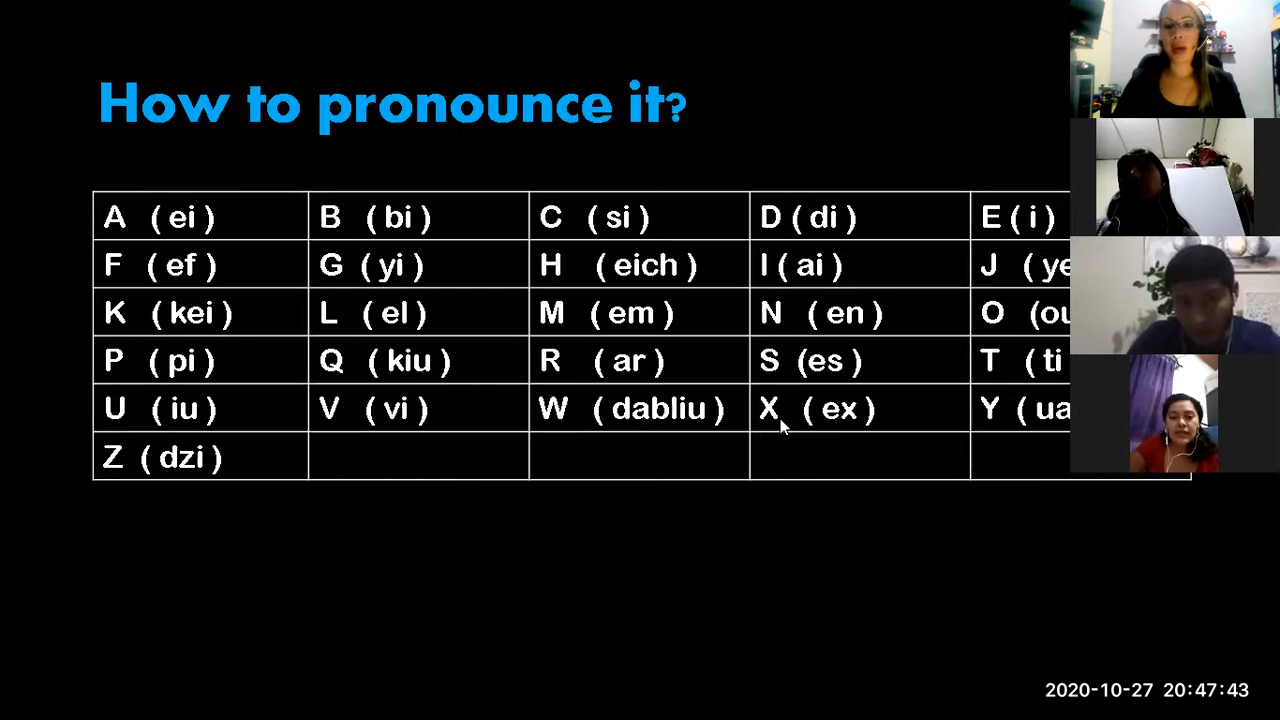 How to pronounce it?
A ( ei ) B ( bi ) C ( si ) D ( di ) E ( i )
F ( ef ) G ( yi ) H ( eich ) I ( ai ) J
K ( kei ) L ( el ) M ( em ) N ( en ) O
P ( pi ) Q ( kiu ) R ( ar ) S (es ) T ( ti
U ( iu ) V ( vi ) W ( dabliu ) X ( ex ) Y
Z ( dzi )
2020-10-27 20:47:43